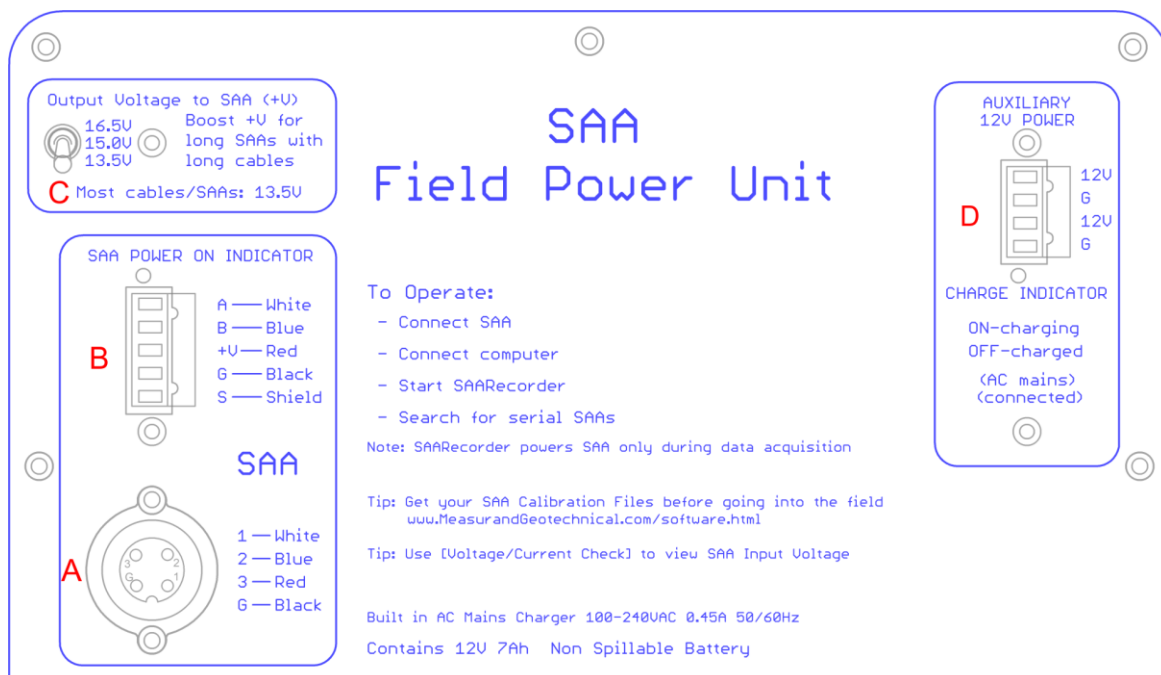 Output Voltage to SAA (+V)
16.5V
15.0V
13.5V
Boost +V for
long SAAs with
long cables
C
Most cables/SAAs: 13.5V
SAA
Field Power Unit
AUXILIARY
12V POWER
D
12V
G
12V
G
CHARGE INDICATOR
ON-charging
OFF-charged
(AC mains)
(connected)
SAA POWER ON INDICATOR
B
A — White
B — Blue
+V — Red
G — Black
S — Shield
SAA
A
3
2
G
1
1 — White
2 — Blue
3 — Red
G — Black
To Operate:
- Connect SAA
- Connect computer
- Start SAARecorder
- Search for serial SAAs
Note: SAARecorder powers SAA only during data acquisition
Tip: Get your SAA Calibration Files before going into the field
www.MeasurandGeotechnical.com/software.html
Tip: Use [Voltage/Current Check] to view SAA Input Voltage
Built in AC Mains Charger 100-240VAC 0.45A 50/60Hz
Contains 12V 7Ah Non Spillable Battery